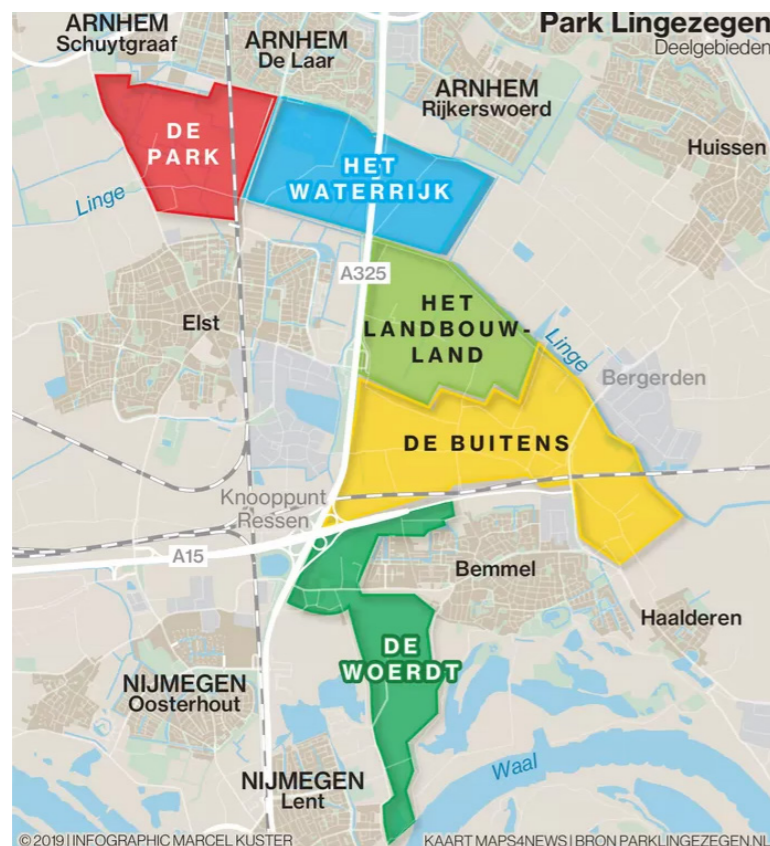 Park Lingezegen
Deelgebieden
ARNHEM
Schuytgraaf
ARNHEM
De Laar
ARNHEM
Rijkerswoerd
Huissen
DE
PARK
HET
WATERRIJK
Linge
A325
HET
LANDBOUW-
LAND
Elst
Linge
Bergerden
DE BUITENS
Knooppunt
Ressen
A15
Bemmel
Haalderen
DE
WOERDT
NIJMEGEN
Oosterhout
Waal
NIJMEGEN
Lent
© 2019 | INFOGRAPHIC MARCEL KUSTER
KAART MAPS4NEWS | BRON PARKLINGEZEGEN.NL